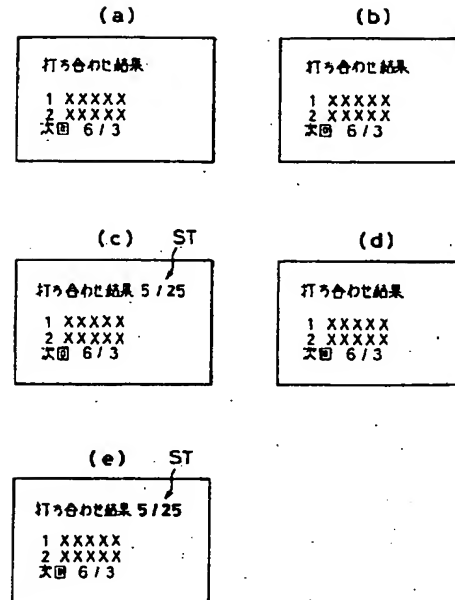 (a)
打ち合わせ結果
1 XXXXX
2 XXXXX
次回 6/3
(b)
打ち合わせ結果
1 XXXXX
2 XXXXX
次回 6/3
(c) ST
打ち合わせ結果 5/25
1 XXXXX
2 XXXXX
次回 6/3
(d)
打ち合わせ結果
1 XXXXX
2 XXXXX
次回 6/3
(e) ST
打ち合わせ結果 5/25
1 XXXXX
2 XXXXX
次回 6/3